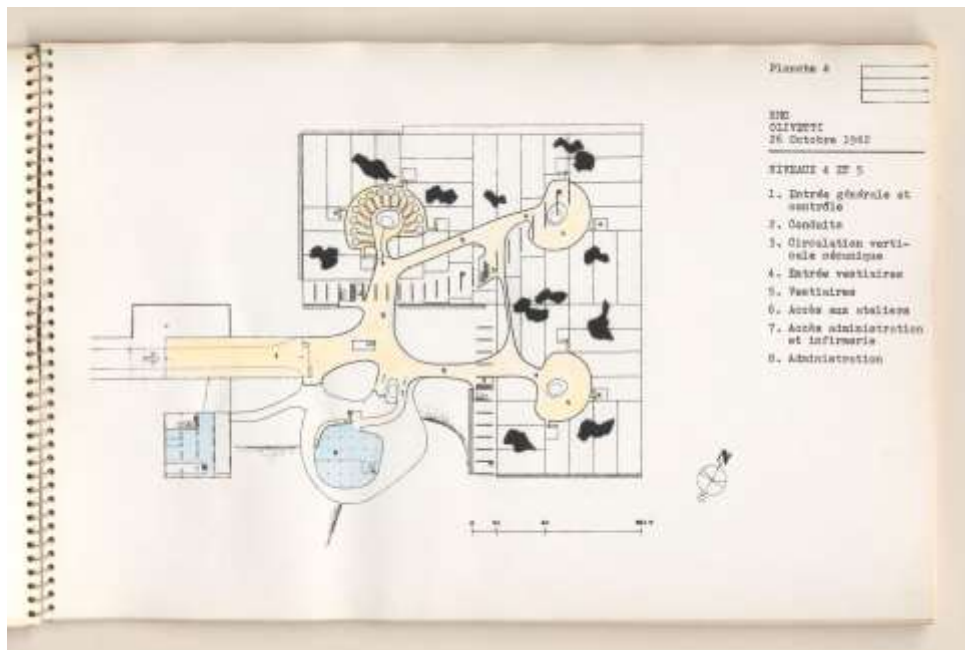 Planche 4
OLIVETTI
26 Octobre 1962
NIVEAUX 4 ET 5
1. Entrée générale et
contrôle
2. Conduits
3. Circulation verti-
cale mécanique
4. Entrée vestiaires
5. Vestiaires
6. Accès aux ateliers
7. Accès administration
et infirmerie
8. Administration
N